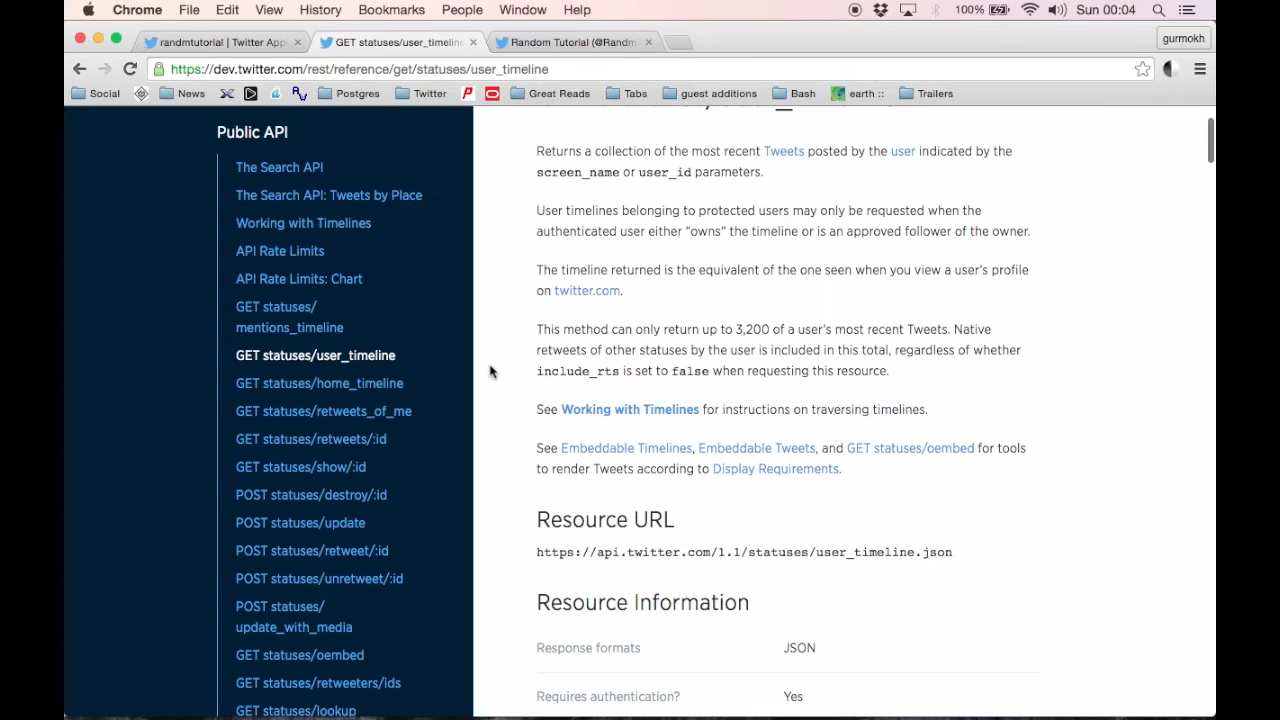 Chrome File Edit View History Bookmarks People Window Help 100% Sun 00:04
randmtutorial | Twitter App GET statuses/user_timeline Random Tutorial (@Random gurmokh
https://dev.twitter.com/rest/reference/get/statuses/user_timeline
Social News Postgres Twitter Great Reads Tabs guest additions Bash earth :: Trailers
Public API
The Search API
The Search API: Tweets by Place
Working with Timelines
API Rate Limits
API Rate Limits: Chart
GET statuses/
mentions_timeline
GET statuses/user_timeline
GET statuses/home_timeline
GET statuses/retweets_of_me
GET statuses/retweets/:id
GET statuses/show/:id
POST statuses/destroy/:id
POST statuses/update
POST statuses/retweet/:id
POST statuses/unretweet/:id
POST statuses/
update_with_media
GET statuses/oembed
GET statuses/retweeters/ids
GET statuses/lookup
Returns a collection of the most recent Tweets posted by the user indicated by the
screen_name or user_id parameters.
User timelines belonging to protected users may only be requested when the
authenticated user either “owns” the timeline or is an approved follower of the owner.
The timeline returned is the equivalent of the one seen when you view a user’s profile
on twitter.com.
This method can only return up to 3,200 of a user’s most recent Tweets. Native
retweets of other statuses by the user is included in this total, regardless of whether
include_rts is set to false when requesting this resource.
See Working with Timelines for instructions on traversing timelines.
See Embeddable Timelines, Embeddable Tweets, and GET statuses/oembed for tools
to render Tweets according to Display Requirements.
Resource URL
https://api.twitter.com/1.1/statuses/user_timeline.json
Resource Information
Response formats JSON
Requires authentication? Yes